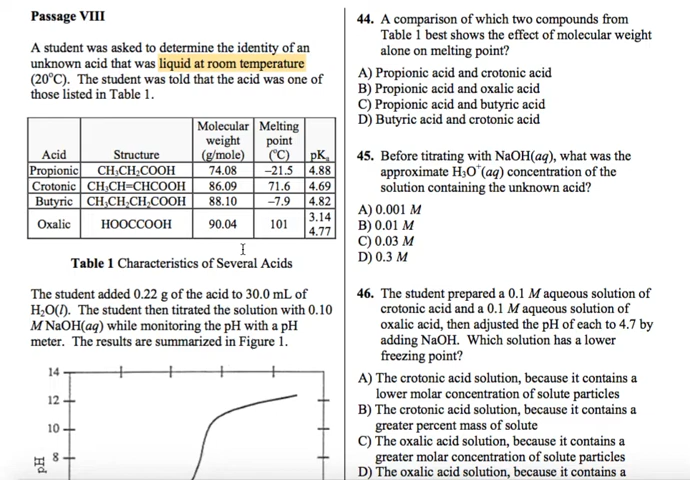 Passage VIII
A student was asked to determine the identity of an
unknown acid that was liquid at room temperature
(20°C). The student was told that the acid was one of
those listed in Table 1.
Acid Structure Molecular weight (g/mole) Melting point (°C) pKa
Propionic CH₃CH₂COOH 74.08 −21.5 4.88
Crotonic CH₃CH=CHCOOH 86.09 71.6 4.69
Butyric CH₃CH₂CH₂COOH 88.10 −7.9 4.82
Oxalic HOOCCOOH 90.04 101 3.14 4.77
Table 1 Characteristics of Several Acids
The student added 0.22 g of the acid to 30.0 mL of
H₂O(l). The student then titrated the solution with 0.10
M NaOH(aq) while monitoring the pH with a pH
meter. The results are summarized in Figure 1.
14
12
10
8
pH
44. A comparison of which two compounds from
Table 1 best shows the effect of molecular weight
alone on melting point?
A) Propionic acid and crotonic acid
B) Propionic acid and oxalic acid
C) Propionic acid and butyric acid
D) Butyric acid and crotonic acid
45. Before titrating with NaOH(aq), what was the
approximate H₃O⁺(aq) concentration of the
solution containing the unknown acid?
A) 0.001 M
B) 0.01 M
C) 0.03 M
D) 0.3 M
46. The student prepared a 0.1 M aqueous solution of
crotonic acid and a 0.1 M aqueous solution of
oxalic acid, then adjusted the pH of each to 4.7 by
adding NaOH. Which solution has a lower
freezing point?
A) The crotonic acid solution, because it contains a
lower molar concentration of solute particles
B) The crotonic acid solution, because it contains a
greater percent mass of solute
C) The oxalic acid solution, because it contains a
greater molar concentration of solute particles
D) The oxalic acid solution, because it contains a